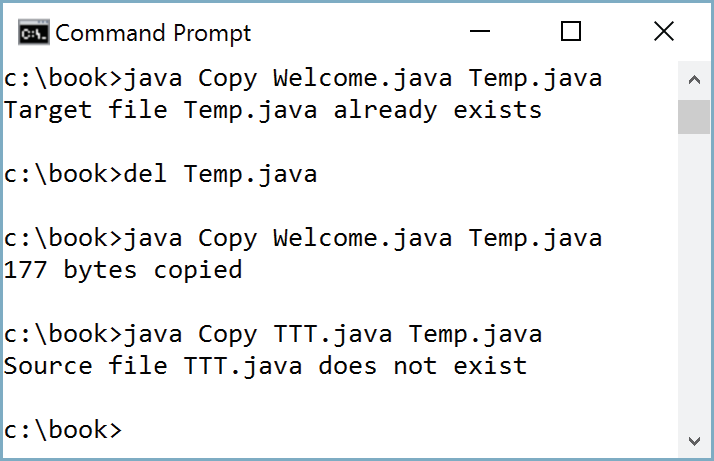 Command Prompt
c:\book>java Copy Welcome.java Temp.java
Target file Temp.java already exists
c:\book>del Temp.java
c:\book>java Copy Welcome.java Temp.java
177 bytes copied
c:\book>java Copy TTT.java Temp.java
Source file TTT.java does not exist
c:\book>